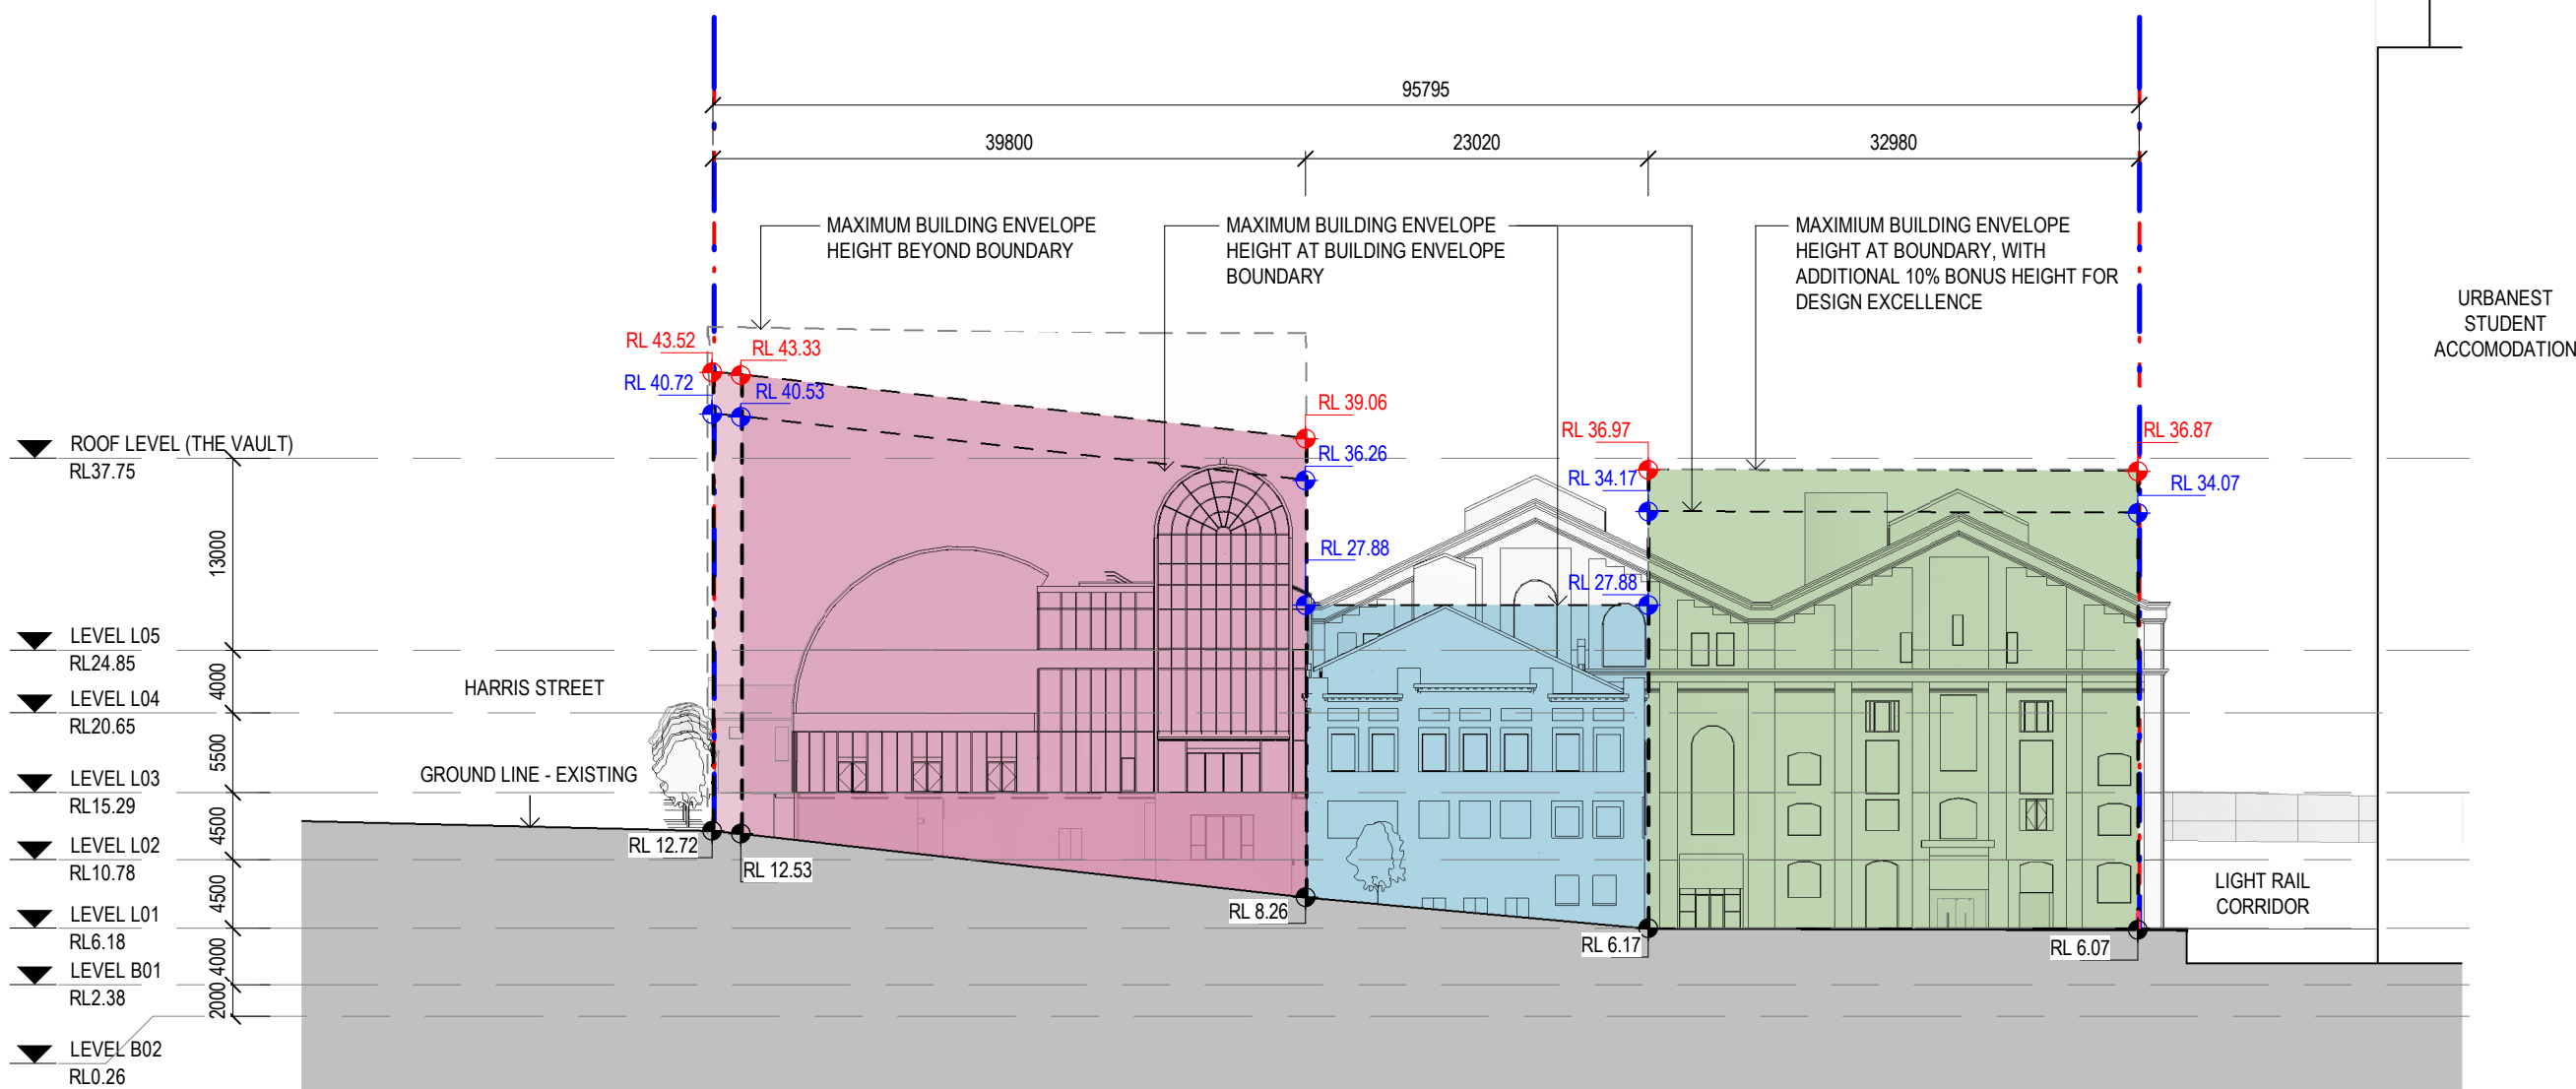 95795
39800
23020
32980
MAXIMUM BUILDING ENVELOPE
HEIGHT BEYOND BOUNDARY
MAXIMUM BUILDING ENVELOPE
HEIGHT AT BUILDING ENVELOPE
BOUNDARY
MAXIMIUM BUILDING ENVELOPE
HEIGHT AT BOUNDARY, WITH
ADDITIONAL 10% BONUS HEIGHT FOR
DESIGN EXCELLENCE
URBANEST
STUDENT
ACCOMODATION
RL 43.52
RL 43.33
RL 40.72
RL 40.53
RL 39.06
RL 36.26
RL 36.97
RL 36.87
RL 34.17
RL 34.07
RL 27.88
RL 27.88
ROOF LEVEL (THE VAULT)
RL37.75
13000
LEVEL L05
RL24.85
4000
LEVEL L04
RL20.65
5500
LEVEL L03
RL15.29
4500
LEVEL L02
RL10.78
4500
LEVEL L01
RL6.18
4000
LEVEL B01
RL2.38
2000
LEVEL B02
RL0.26
HARRIS STREET
GROUND LINE - EXISTING
RL 12.72
RL 12.53
RL 8.26
RL 6.17
RL 6.07
LIGHT RAIL
CORRIDOR